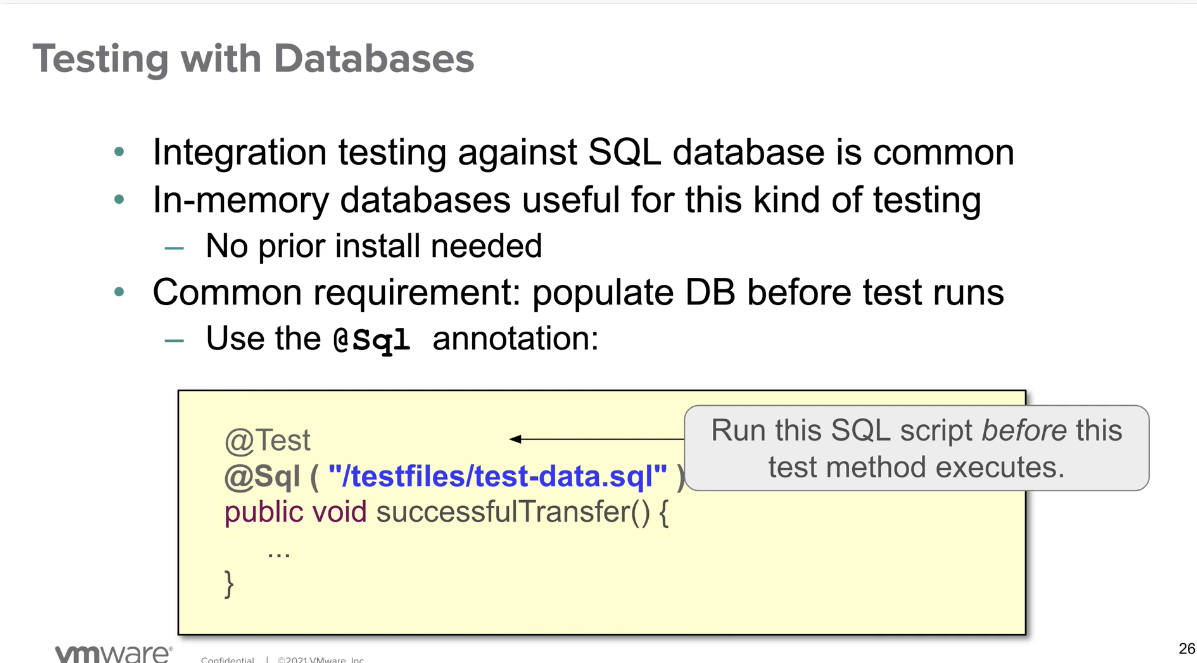 Testing with Databases
• Integration testing against SQL database is common
• In-memory databases useful for this kind of testing
– No prior install needed
• Common requirement: populate DB before test runs
– Use the @Sql annotation:
@Test
@Sql ( "/testfiles/test-data.sql" )
public void successfulTransfer() {
...
}
Run this SQL script before this
test method executes.
vmware®
Confidential | ©2021 VMware, Inc.
26